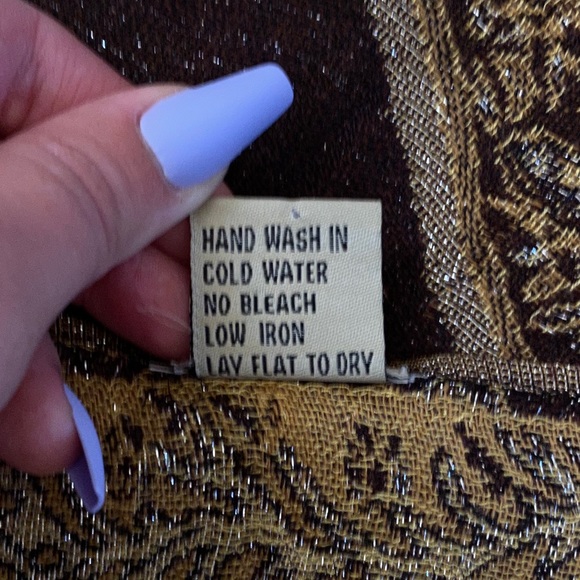 HAND WASH IN
COLD WATER
NO BLEACH
LOW IRON
LAY FLAT TO DRY